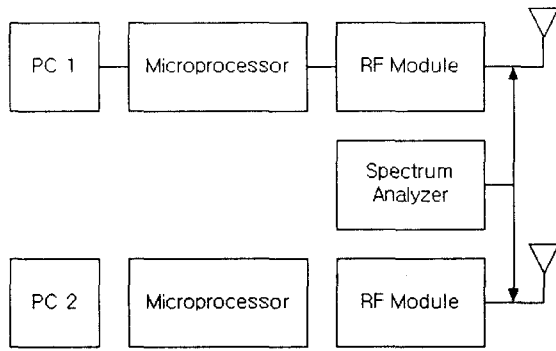 PC 1
Microprocessor
RF Module
Spectrum
Analyzer
PC 2
Microprocessor
RF Module